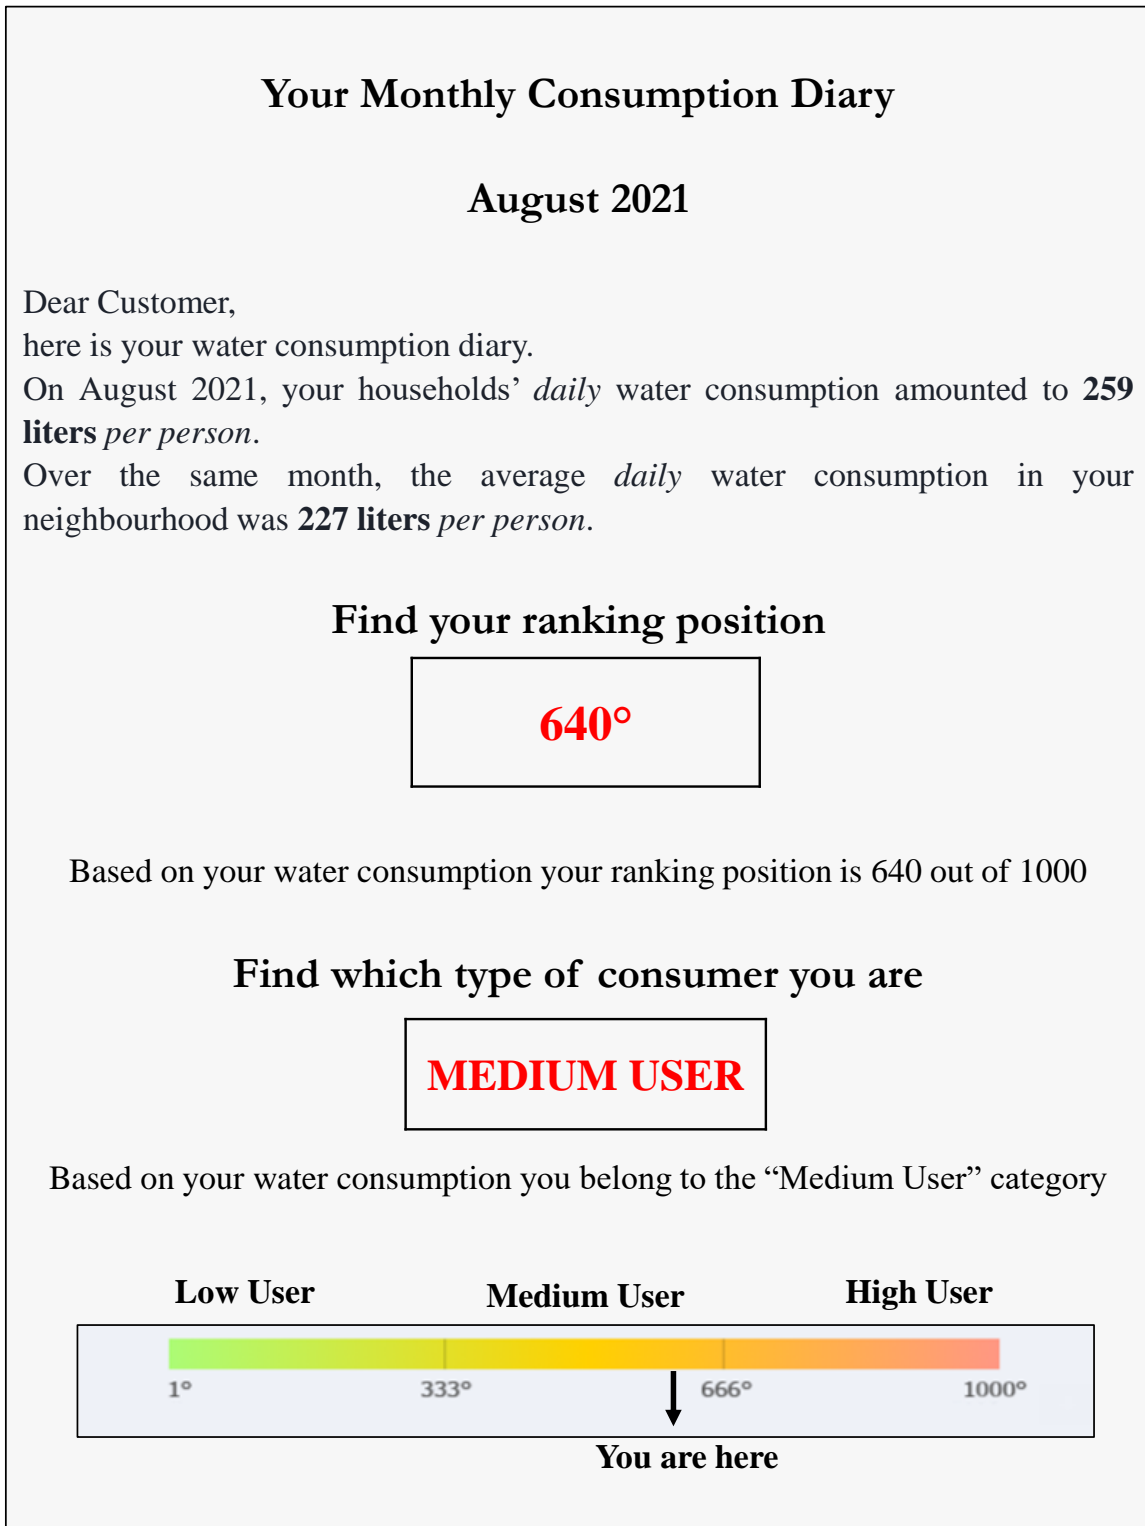 Your Monthly Consumption Diary
August 2021
Dear Customer,
here is your water consumption diary.
On August 2021, your households’ daily water consumption amounted to 259
liters per person.
Over the same month, the average daily water consumption in your
neighbourhood was 227 liters per person.
Find your ranking position
640°
Based on your water consumption your ranking position is 640 out of 1000
Find which type of consumer you are
MEDIUM USER
Based on your water consumption you belong to the “Medium User” category
Low User Medium User High User
1° 333° 666° 1000°
You are here